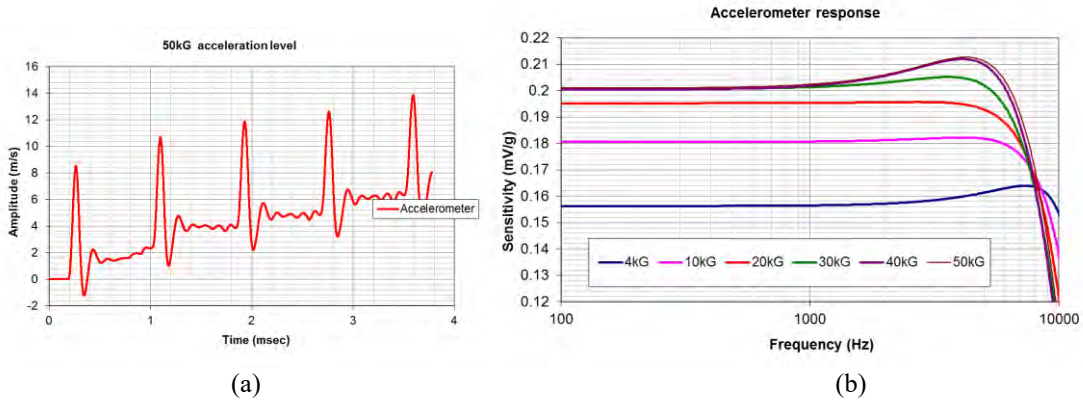 50kG acceleration level
Amplitude (m/s)
16
14
12
10
8
6
4
2
0
-2
0
1
2
3
4
Time (msec)
Accelerometer
(a)
Accelerometer response
Sensitivity (mV/g)
0.22
0.21
0.2
0.19
0.18
0.17
0.16
0.15
0.14
0.13
0.12
4kG 10kG 20kG 30kG 40kG 50kG
100
1000
10000
Frequency (Hz)
(b)